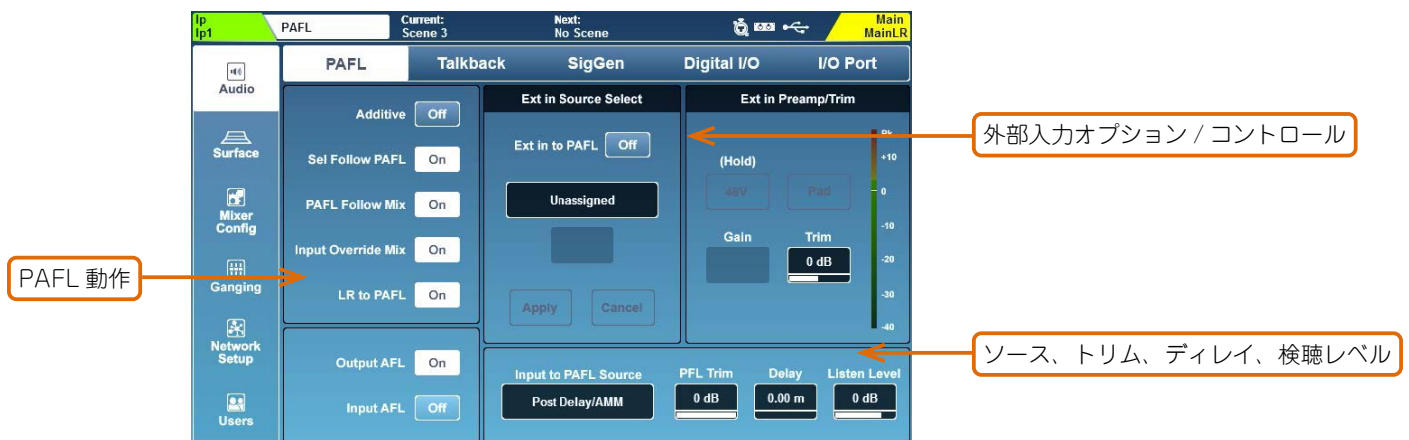 Ip
Ip1
PAFL
Current:
Scene 3
Next:
No Scene
Main
MainLR
Audio
Surface
Mixer
Config
Ganging
Network
Setup
Users
PAFL
Talkback
SigGen
Digital I/O
I/O Port
Additive Off
Sel Follow PAFL On
PAFL Follow Mix On
Input Override Mix On
LR to PAFL On
Output AFL On
Input AFL Off
Ext in Source Select
Ext in to PAFL Off
Unassigned
Apply
Cancel
Ext in Preamp/Trim
(Hold)
48V
Pad
Gain
Trim
0 dB
Pk
+10
0
-10
-20
-30
-40
Input to PAFL Source
Post Delay/AMM
PFL Trim
0 dB
Delay
0.00 m
Listen Level
0 dB
PAFL 動作
外部入力オプション / コントロール
ソース、トリム、ディレイ、検聴レベル